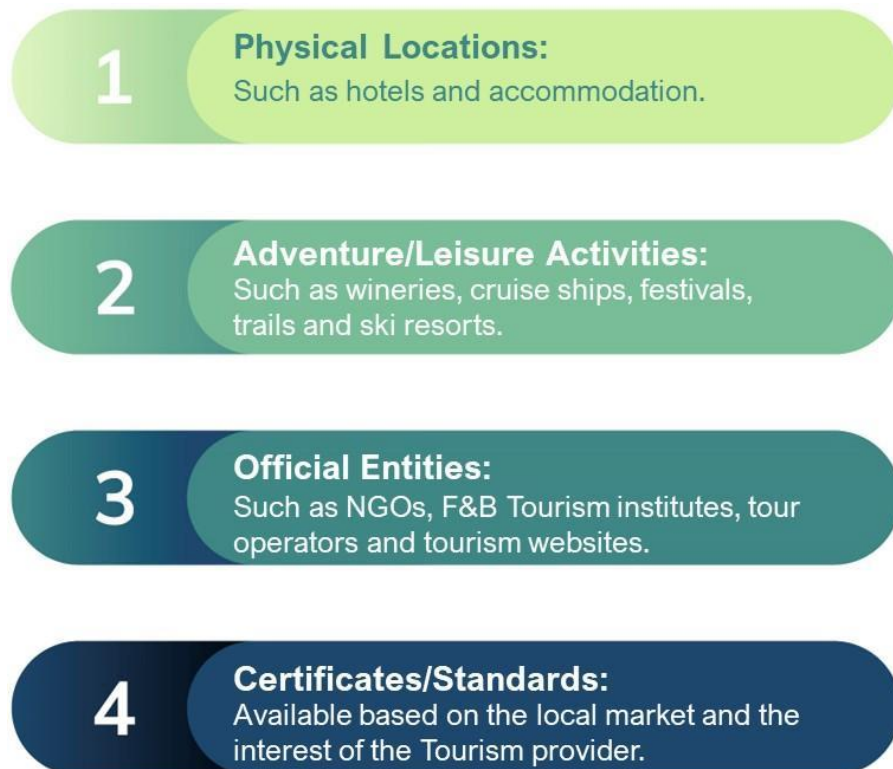 1
Physical Locations:
Such as hotels and accommodation.
2
Adventure/Leisure Activities:
Such as wineries, cruise ships, festivals,
trails and ski resorts.
3
Official Entities:
Such as NGOs, F&B Tourism institutes, tour
operators and tourism websites.
4
Certificates/Standards:
Available based on the local market and the
interest of the Tourism provider.